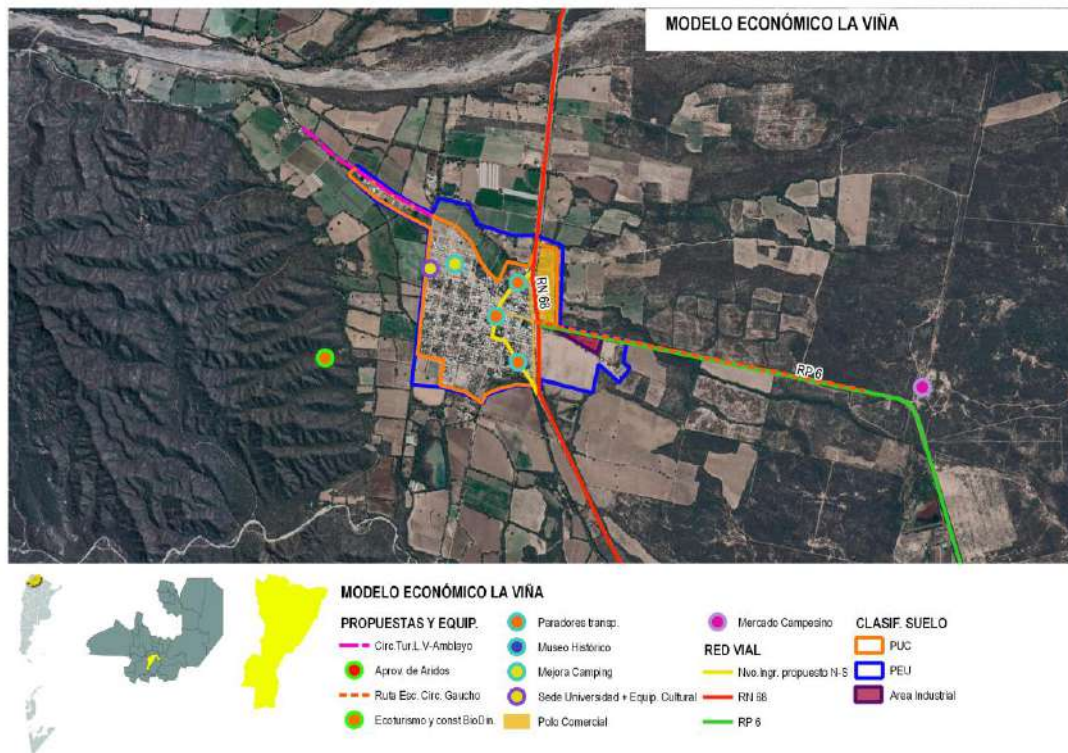 MODELO ECONÓMICO LA VIÑA
RN 68
RP 6
MODELO ECONÓMICO LA VIÑA
PROPUESTAS Y EQUIP.
Circ.Tur.L.V-Amblayo
Aprov. de Aridos
Ruta Esc. Circ. Gaucho
Ecoturismo y const BioDin.
Paradores transp.
Museo Histórico
Mejora Camping
Sede Universidad + Equip. Cultural
Polo Comercial
Mercado Campesino
RED VIAL
Nvo.Ingr. propuesto N-S
RN 68
RP 6
CLASIF. SUELO
PUC
PEU
Area Industrial